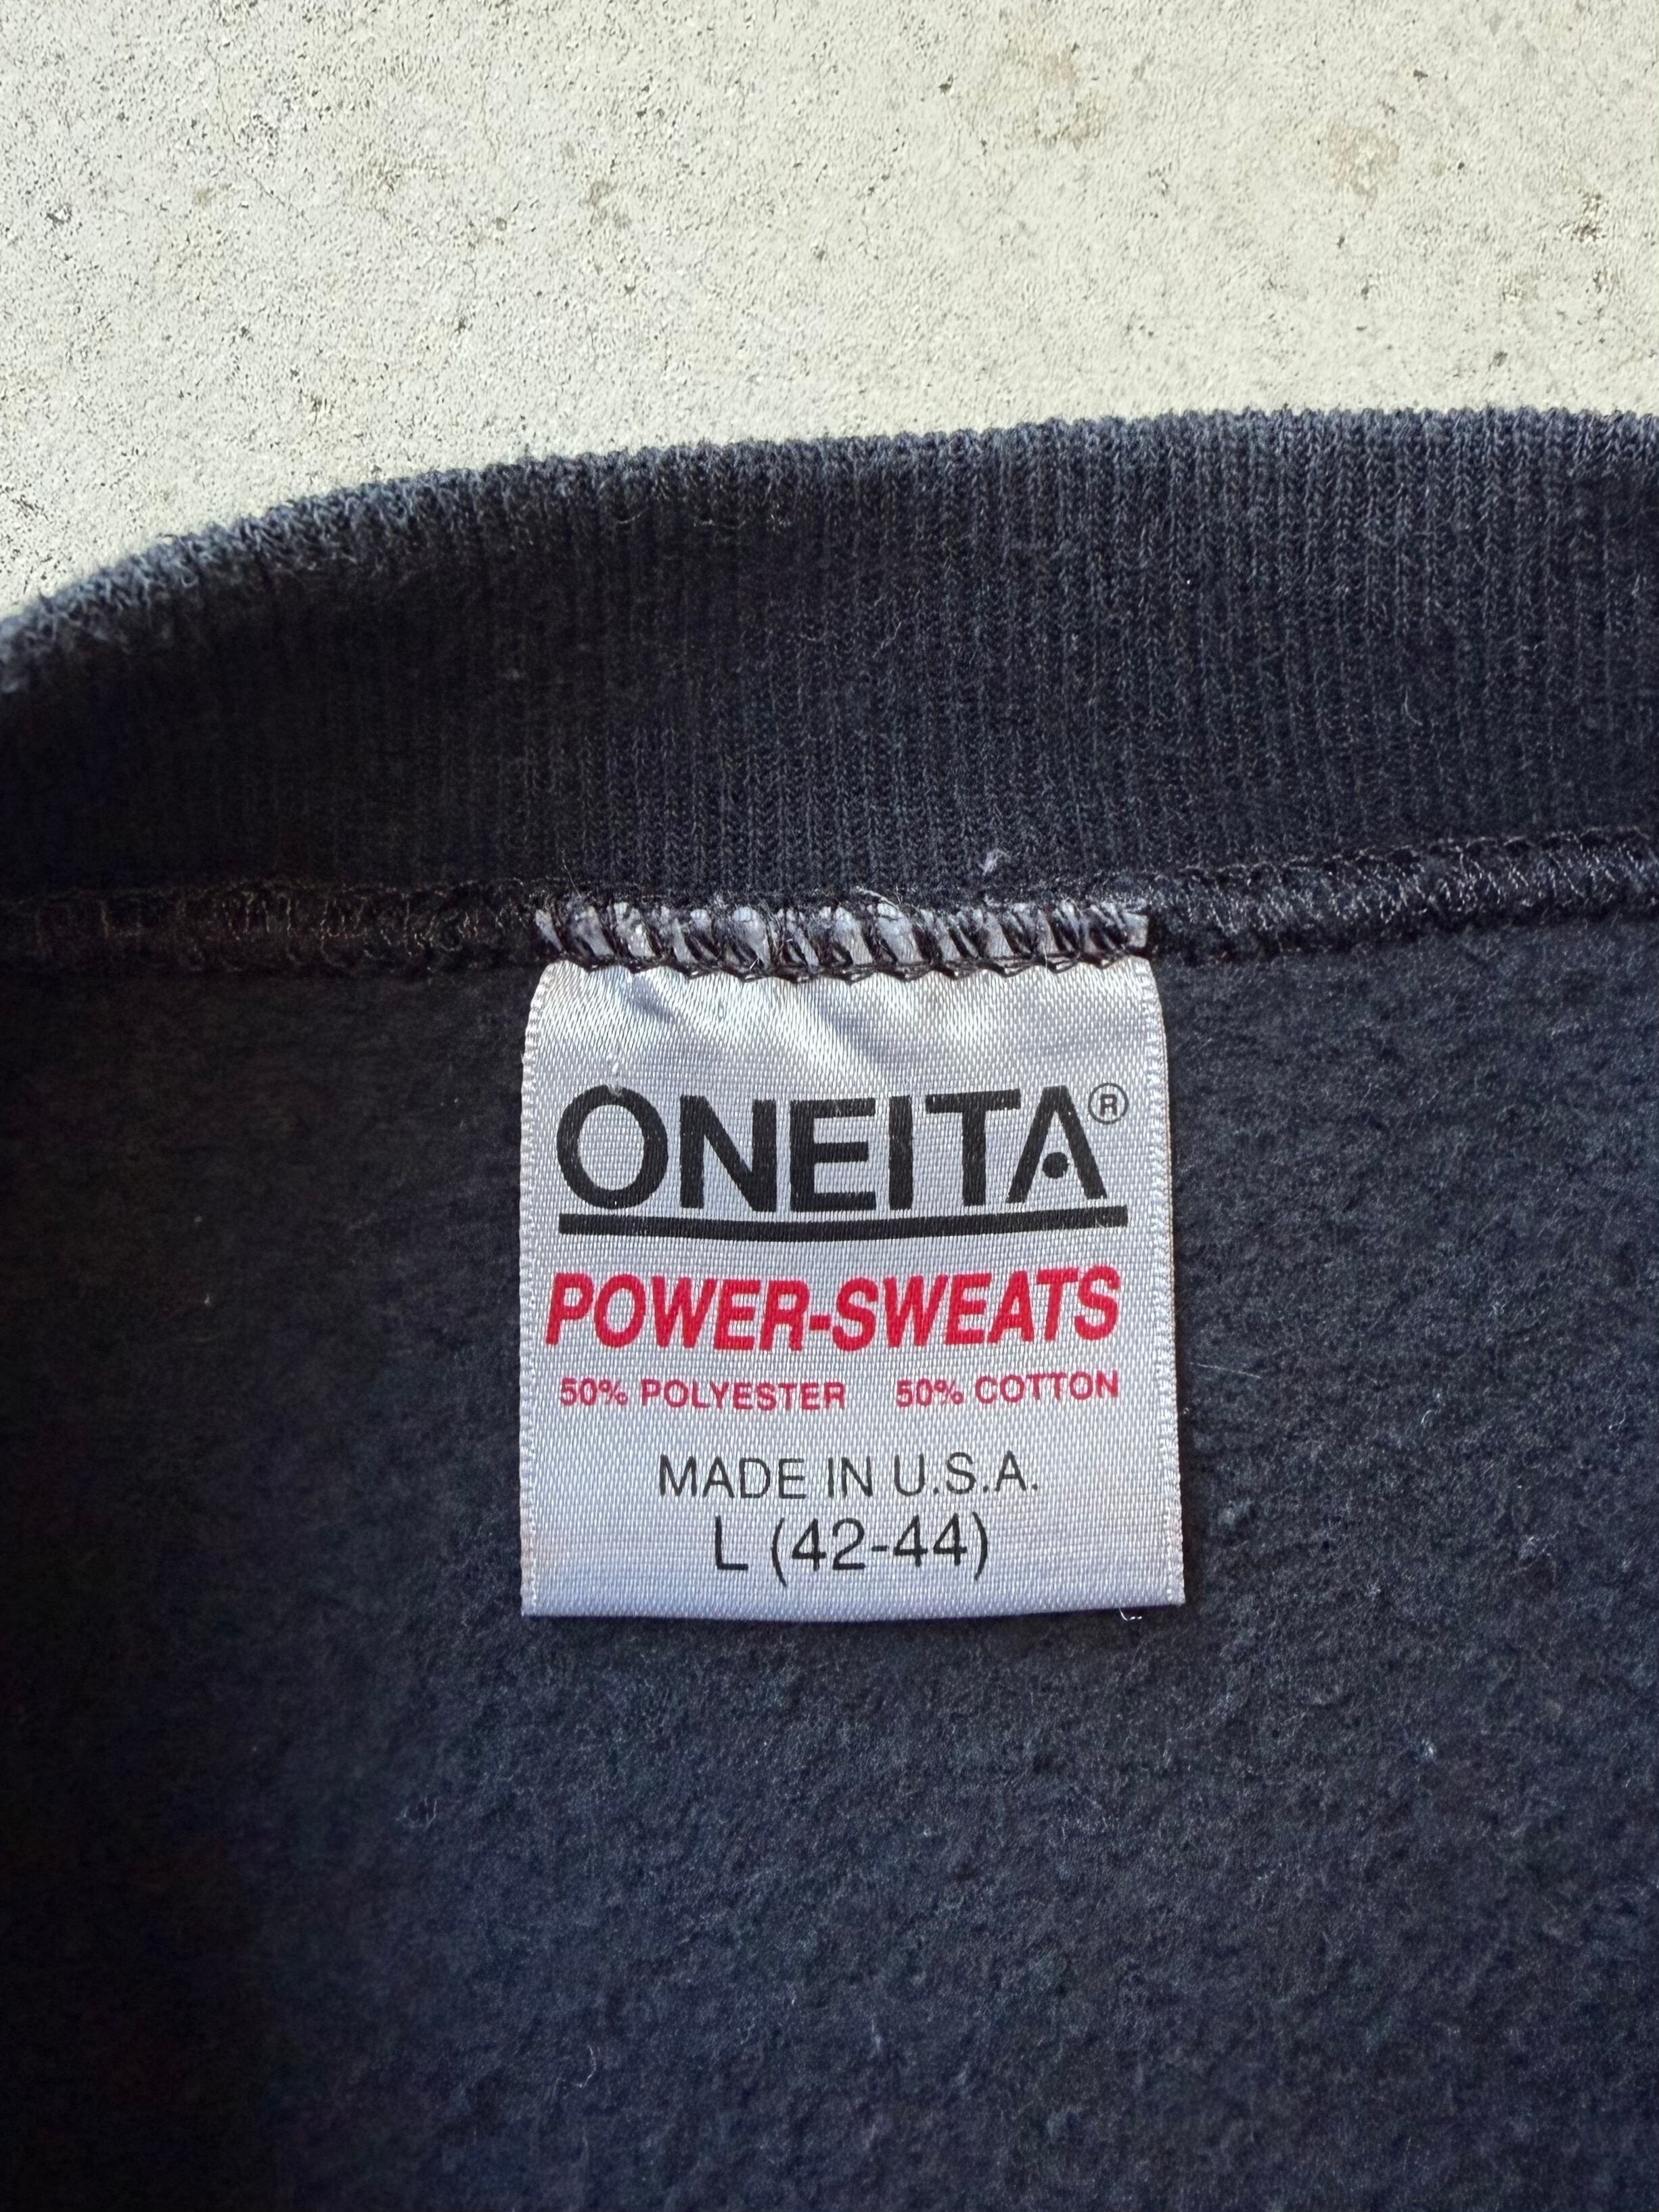 ONEITA®
POWER-SWEATS
50% POLYESTER 50% COTTON
MADE IN U.S.A.
L (42-44)